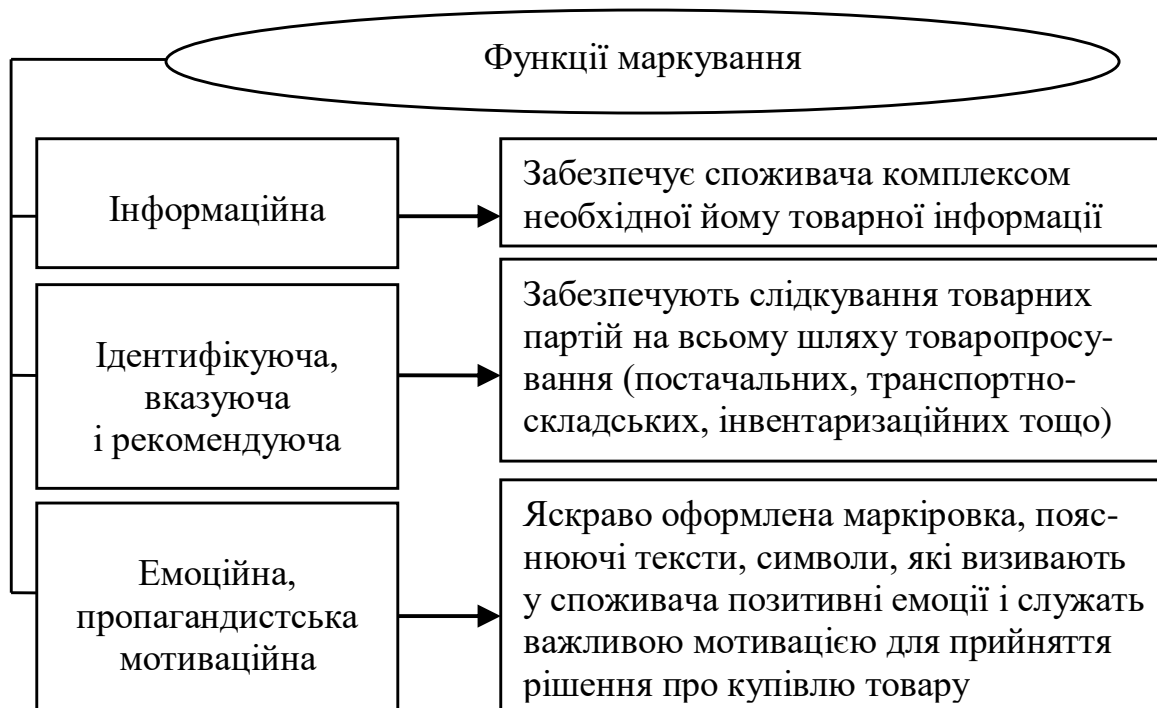 Функції маркування
Інформаційна
Забезпечує споживача комплексом
необхідної йому товарної інформації
Ідентифікуюча,
вказуюча
і рекомендуюча
Забезпечують слідкування товарних
партій на всьому шляху товаропросу-
вання (постачальних, транспортно-
складських, інвентаризаційних тощо)
Емоційна,
пропагандистська
мотиваційна
Яскраво оформлена маркіровка, пояс-
нюючі тексти, символи, які визивають
у споживача позитивні емоції і служать
важливою мотивацією для прийняття
рішення про купівлю товару